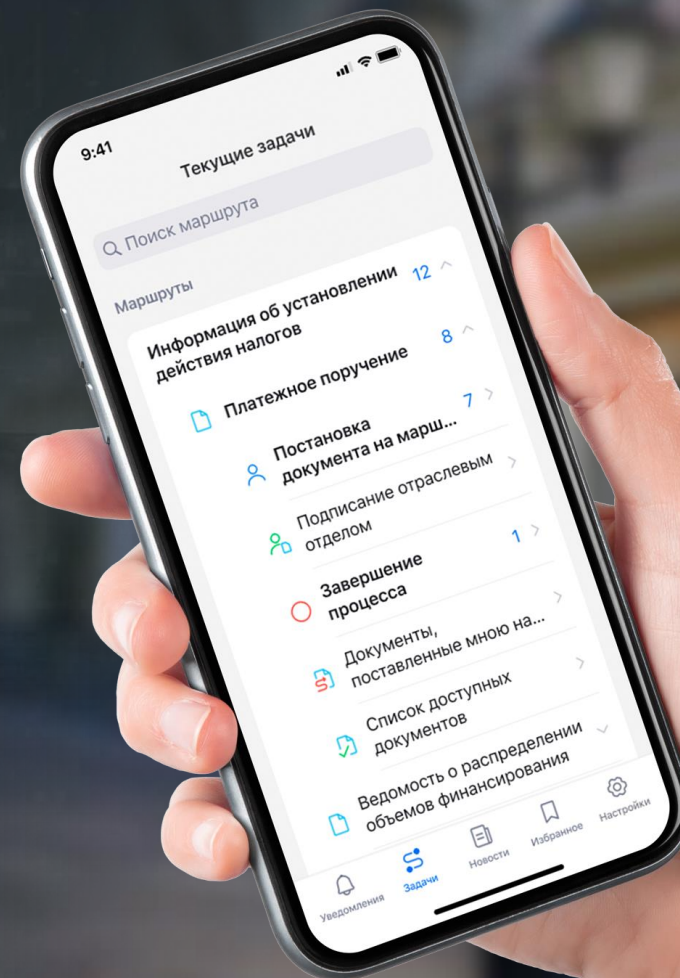 9:41
Текущие задачи
Поиск маршрута
Маршруты
Информация об установлении
действия налогов
12
Платежное поручение
8
Постановка
документа на марш...
7
Подписание отраслевым
отделом
Завершение
процесса
1
Документы,
поставленные мною на...
Список доступных
документов
Ведомость о распределении
объемов финансирования
Уведомления
Задачи
Новости
Избранное
Настройки